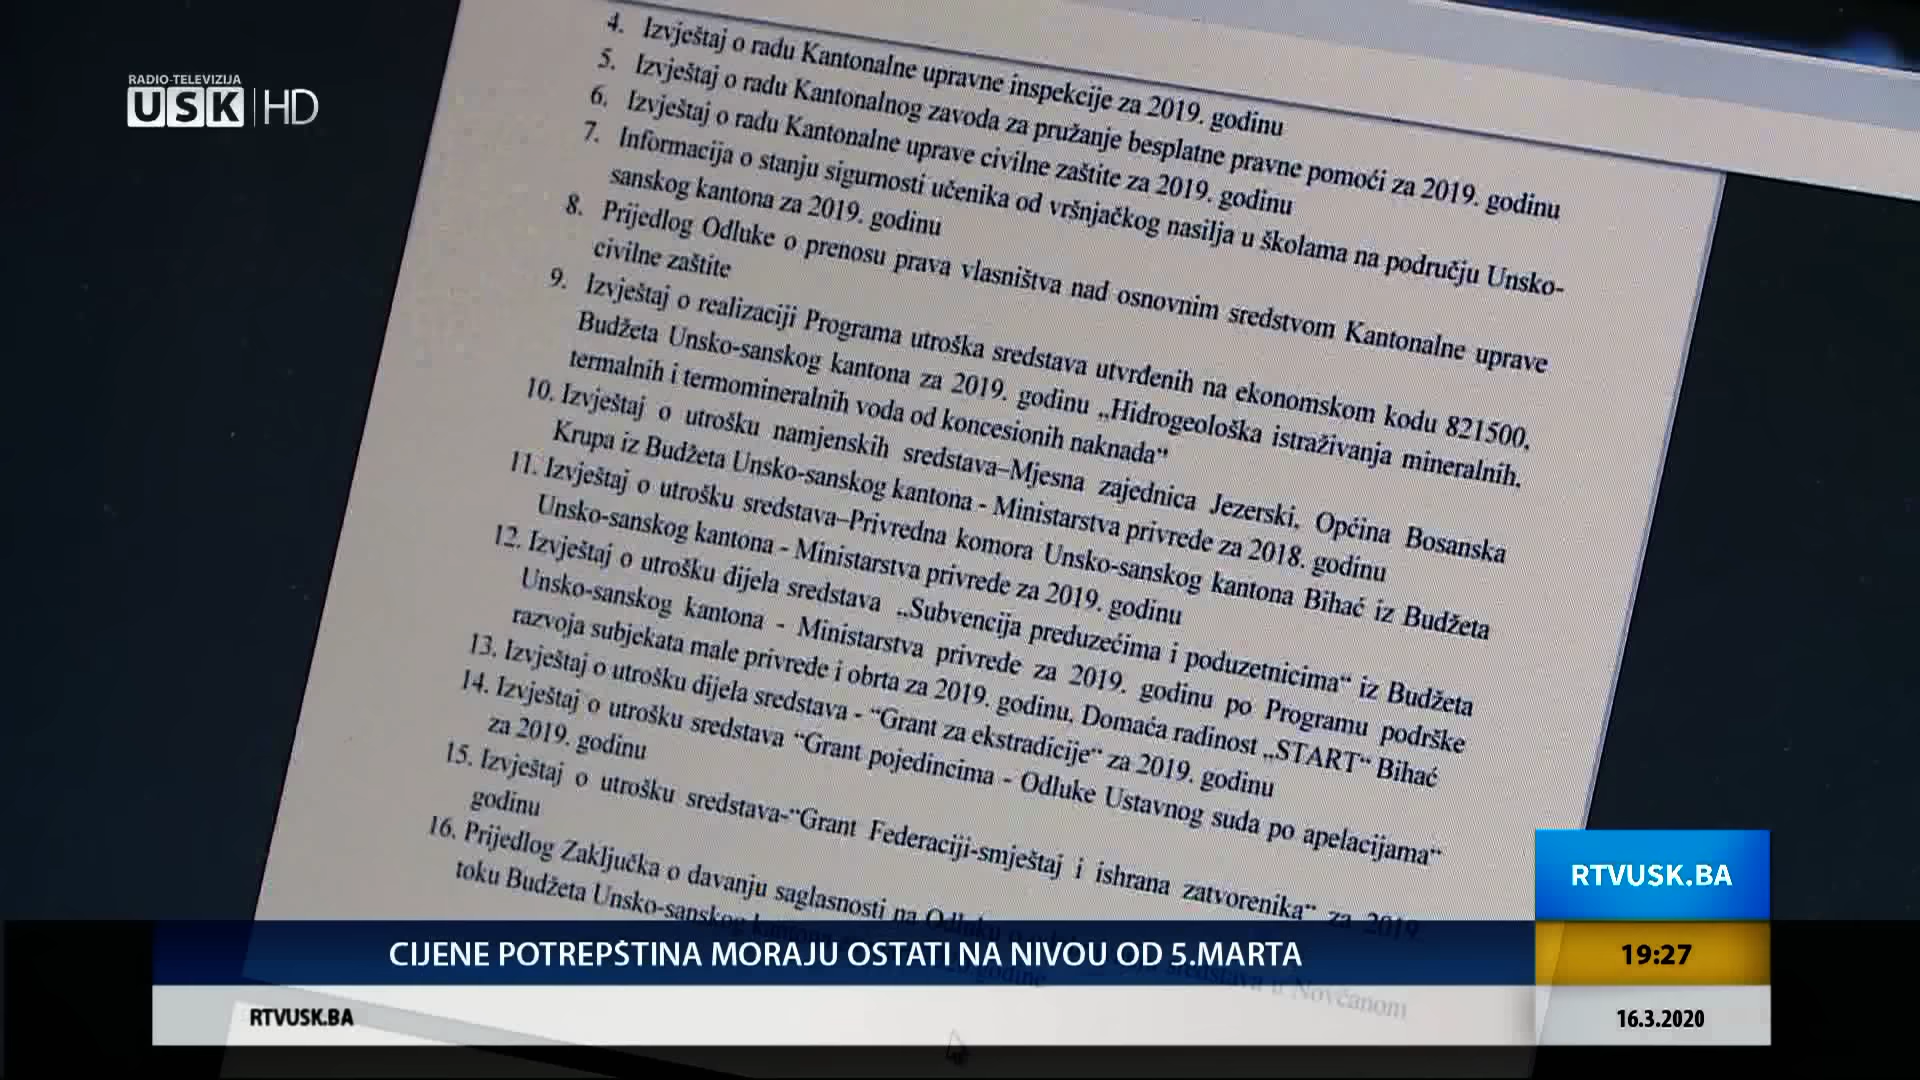 RADIO-TELEVIZIJA
USK HD
4. Izvještaj o radu Kantonalne upravne inspekcije za 2019. godinu
5. Izvještaj o radu Kantonalnog zavoda za pružanje besplatne pravne pomoći za 2019. godinu
6. Izvještaj o radu Kantonalne uprave civilne zaštite za 2019. godinu
7. Informacija o stanju sigurnosti učenika od vršnjačkog nasilja u školama na području Unsko-
sanskog kantona za 2019. godinu
8. Prijedlog Odluke o prenosu prava vlasništva nad osnovnim sredstvom Kantonalne uprave
civilne zaštite
9. Izvještaj o realizaciji Programa utroška sredstava utvrđenih na ekonomskom kodu 821500,
Budžeta Unsko-sanskog kantona za 2019. godinu „Hidrogeološka istraživanja mineralnih,
termalnih i termomineralnih voda od koncesionih naknada“
10. Izvještaj o utrošku namjenskih sredstava–Mjesna zajednica Jezerski, Općina Bosanska
Krupa iz Budžeta Unsko-sanskog kantona - Ministarstva privrede za 2018. godinu
11. Izvještaj o utrošku sredstava–Privredna komora Unsko-sanskog kantona Bihać iz Budžeta
Unsko-sanskog kantona - Ministarstva privrede za 2019. godinu
12. Izvještaj o utrošku dijela sredstava „Subvencija preduzećima i poduzetnicima“ iz Budžeta
Unsko-sanskog kantona - Ministarstva privrede za 2019. godinu po Programu podrške
razvoja subjekata male privrede i obrta za 2019. godinu, Domaća radinost „START“ Bihać
13. Izvještaj o utrošku dijela sredstava - “Grant za ekstradicije“ za 2019. godinu
14. Izvještaj o utrošku sredstava “Grant pojedincima - Odluke Ustavnog suda po apelacijama“
za 2019. godinu
15. Izvještaj o utrošku sredstava-“Grant Federaciji-smještaj i ishrana zatvorenika“ za 2019.
godinu
16. Prijedlog Zaključka o davanju saglasnosti na Odluku o sredstava u Novčanom
toku Budžeta Unsko-sanskog godine
RTVUSK.BA
CIJENE POTREPŠTINA MORAJU OSTATI NA NIVOU OD 5.MARTA
19:27
RTVUSK.BA
16.3.2020